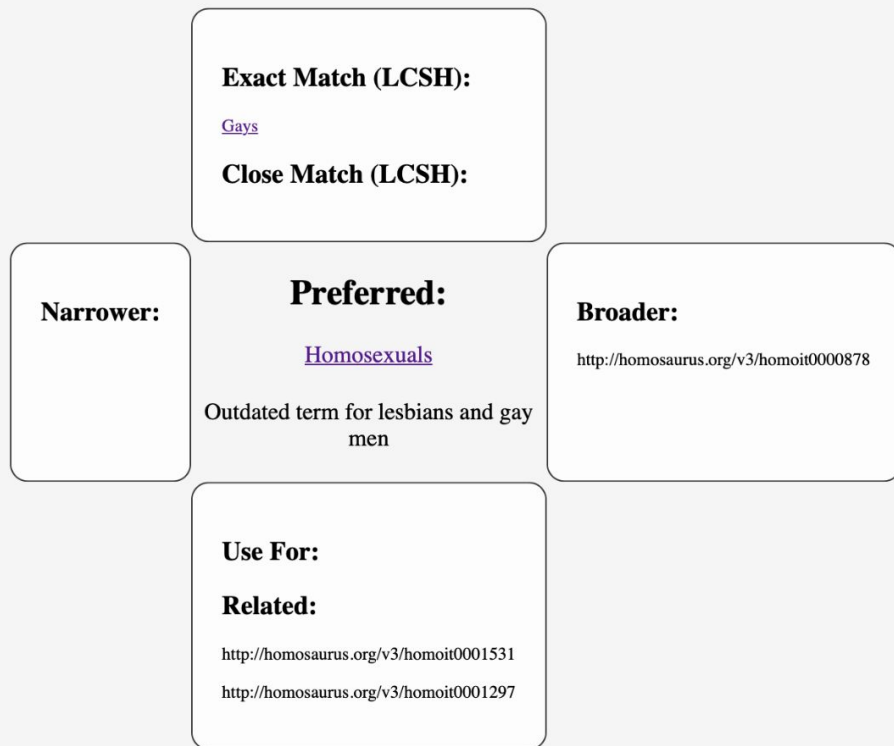 Exact Match (LCSH):
Gays
Close Match (LCSH):
Narrower:
Preferred:
Homosexuals
Outdated term for lesbians and gay
men
Broader:
http://homosaurus.org/v3/homoit0000878
Use For:
Related:
http://homosaurus.org/v3/homoit0001531
http://homosaurus.org/v3/homoit0001297